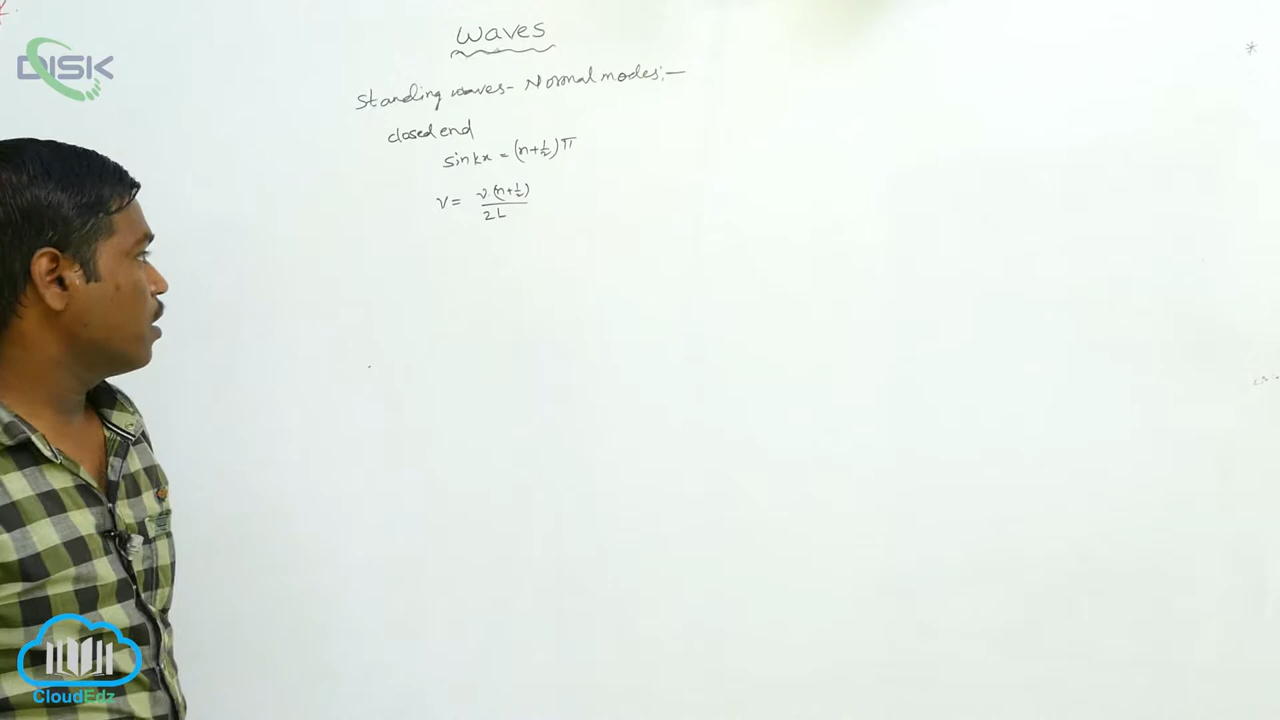 DISK
Waves
Standing waves - Normal modes:-
closed end
sin kx = (n+1/2)π
ν = v(n+1/2)/2L
CloudEdz